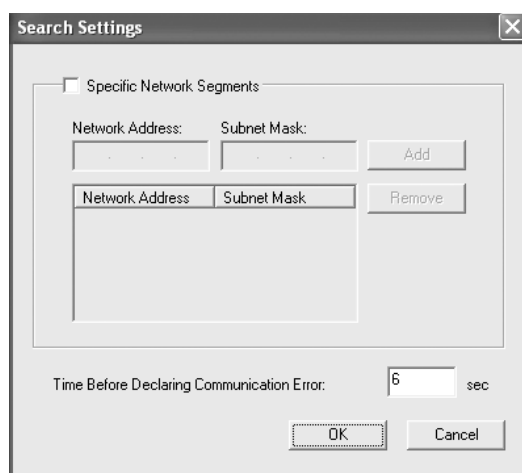 Search Settings
Specific Network Segments
Network Address: Subnet Mask:
Add
Network Address Subnet Mask
Remove
Time Before Declaring Communication Error: 6 sec
OK Cancel